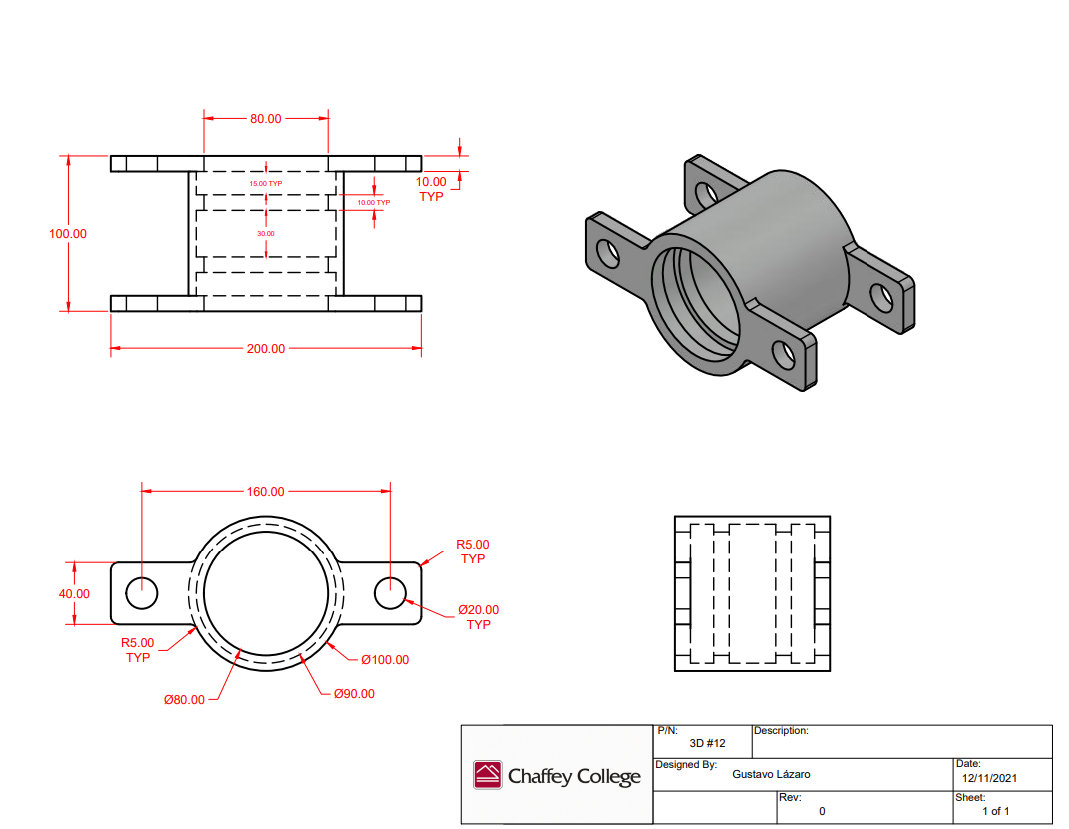 80.00
15.00 TYP
10.00 TYP
10.00
TYP
100.00
30.00
200.00
160.00
R5.00
TYP
40.00
Ø20.00
TYP
R5.00
TYP
Ø100.00
Ø90.00
Ø80.00
Chaffey College
P/N:
3D #12
Description:
Designed By:
Gustavo Lázaro
Date:
12/11/2021
Rev:
0
Sheet:
1 of 1